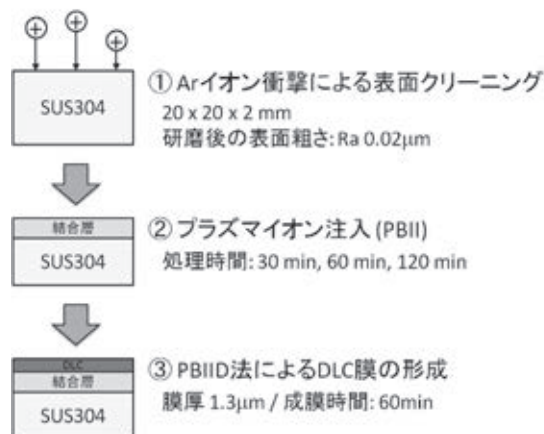 SUS304
① Arイオン衝撃による表面クリーニング
20 x 20 x 2 mm
研磨後の表面粗さ: Ra 0.02μm
結合層
SUS304
② プラズマイオン注入 (PBII)
処理時間: 30 min, 60 min, 120 min
DLC
結合層
SUS304
③ PBIID法によるDLC膜の形成
膜厚 1.3μm / 成膜時間: 60min